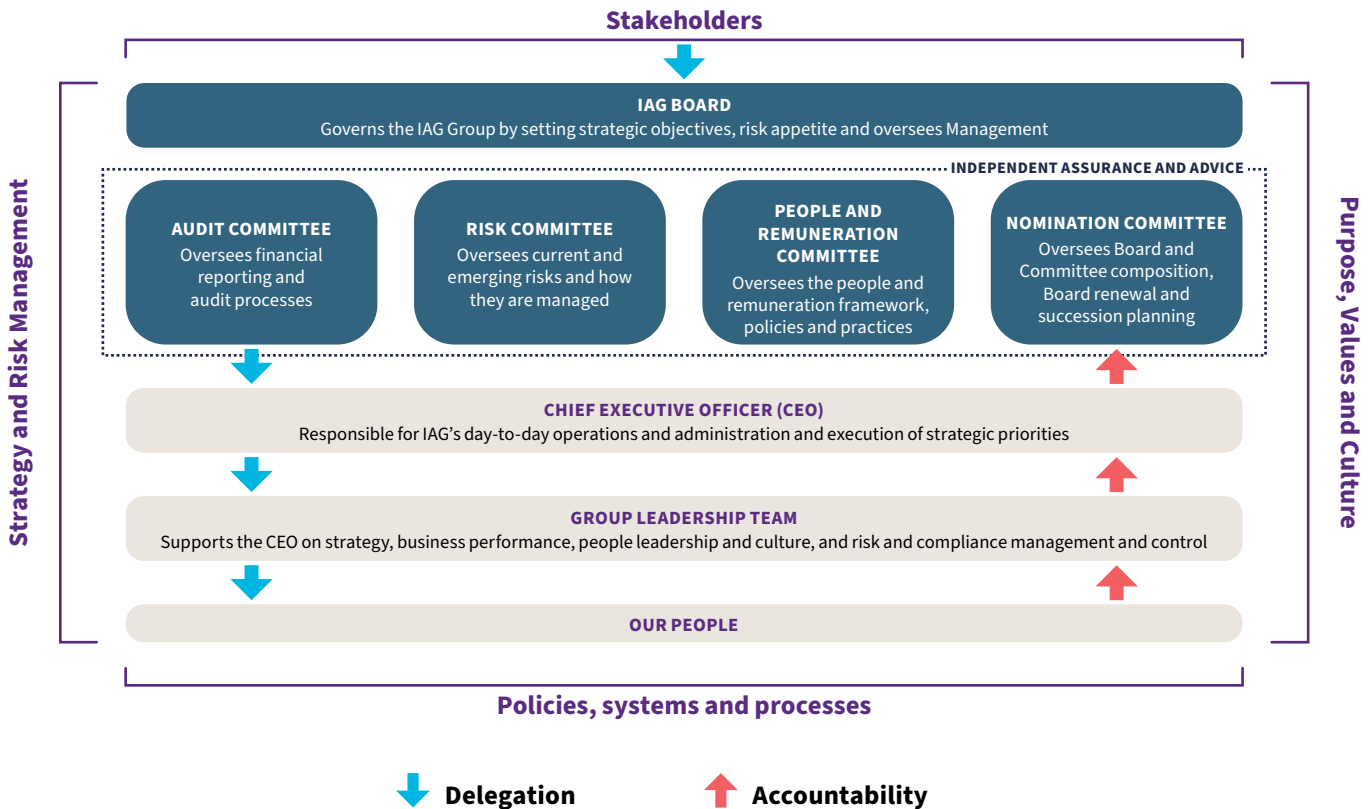 Stakeholders
IAG BOARD
Governs the IAG Group by setting strategic objectives, risk appetite and oversees Management
INDEPENDENT ASSURANCE AND ADVICE
AUDIT COMMITTEE
Oversees financial
reporting and
audit processes
RISK COMMITTEE
Oversees current and
emerging risks and how
they are managed
PEOPLE AND
REMUNERATION
COMMITTEE
Oversees the people and
remuneration framework,
policies and practices
NOMINATION COMMITTEE
Oversees Board and
Committee composition,
Board renewal and
succession planning
CHIEF EXECUTIVE OFFICER (CEO)
Responsible for IAG’s day-to-day operations and administration and execution of strategic priorities
GROUP LEADERSHIP TEAM
Supports the CEO on strategy, business performance, people leadership and culture, and risk and compliance management and control
OUR PEOPLE
Strategy and Risk Management
Purpose, Values and Culture
Policies, systems and processes
Delegation
Accountability